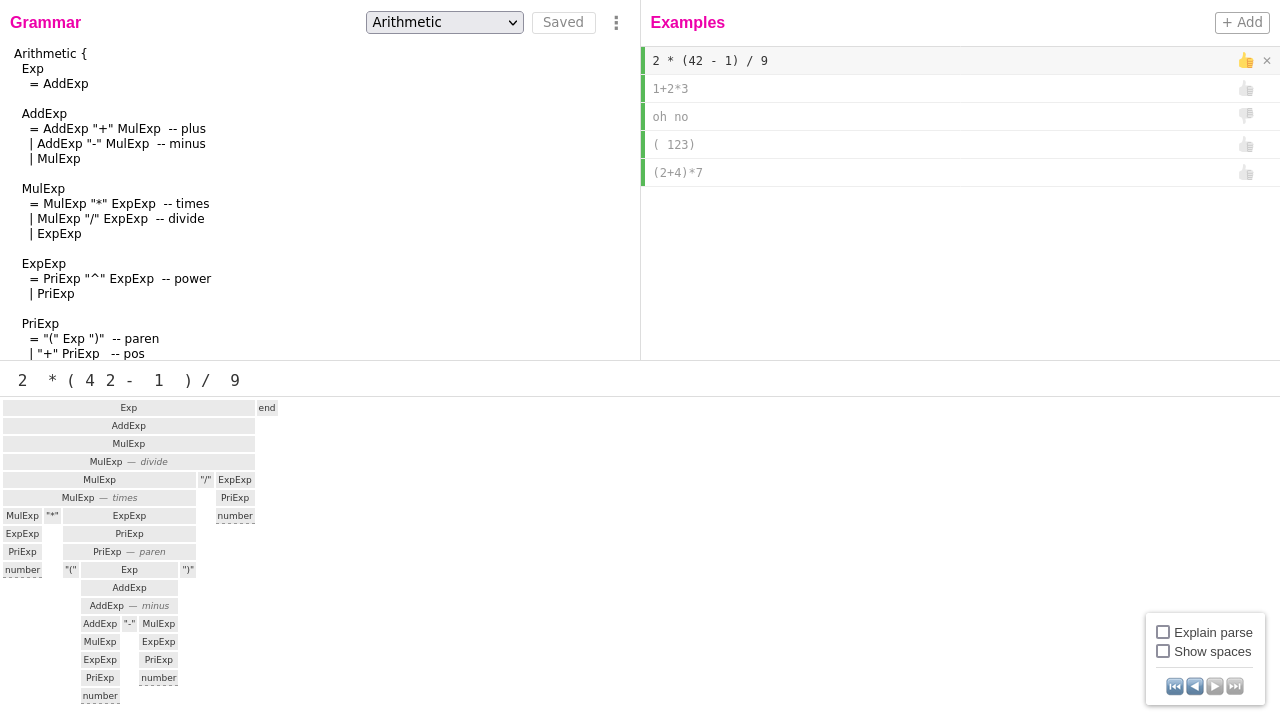 Grammar
Arithmetic
Saved
Arithmetic {
Exp
= AddExp
AddExp
= AddExp "+" MulExp -- plus
| AddExp "-" MulExp -- minus
| MulExp
MulExp
= MulExp "*" ExpExp -- times
| MulExp "/" ExpExp -- divide
| ExpExp
ExpExp
= PriExp "^" ExpExp -- power
| PriExp
PriExp
= "(" Exp ")" -- paren
| "+" PriExp -- pos
Examples
+ Add
2 * (42 - 1) / 9
1+2*3
oh no
( 123)
(2+4)*7
2 * ( 4 2 - 1 ) / 9
Exp end
AddExp
MulExp
MulExp — divide
MulExp "/" ExpExp
MulExp — times PriExp
MulExp "*" ExpExp number
ExpExp PriExp
PriExp PriExp — paren
number "(" Exp ")"
AddExp
AddExp — minus
AddExp "-" MulExp
MulExp ExpExp
ExpExp PriExp
PriExp number
number
Explain parse
Show spaces